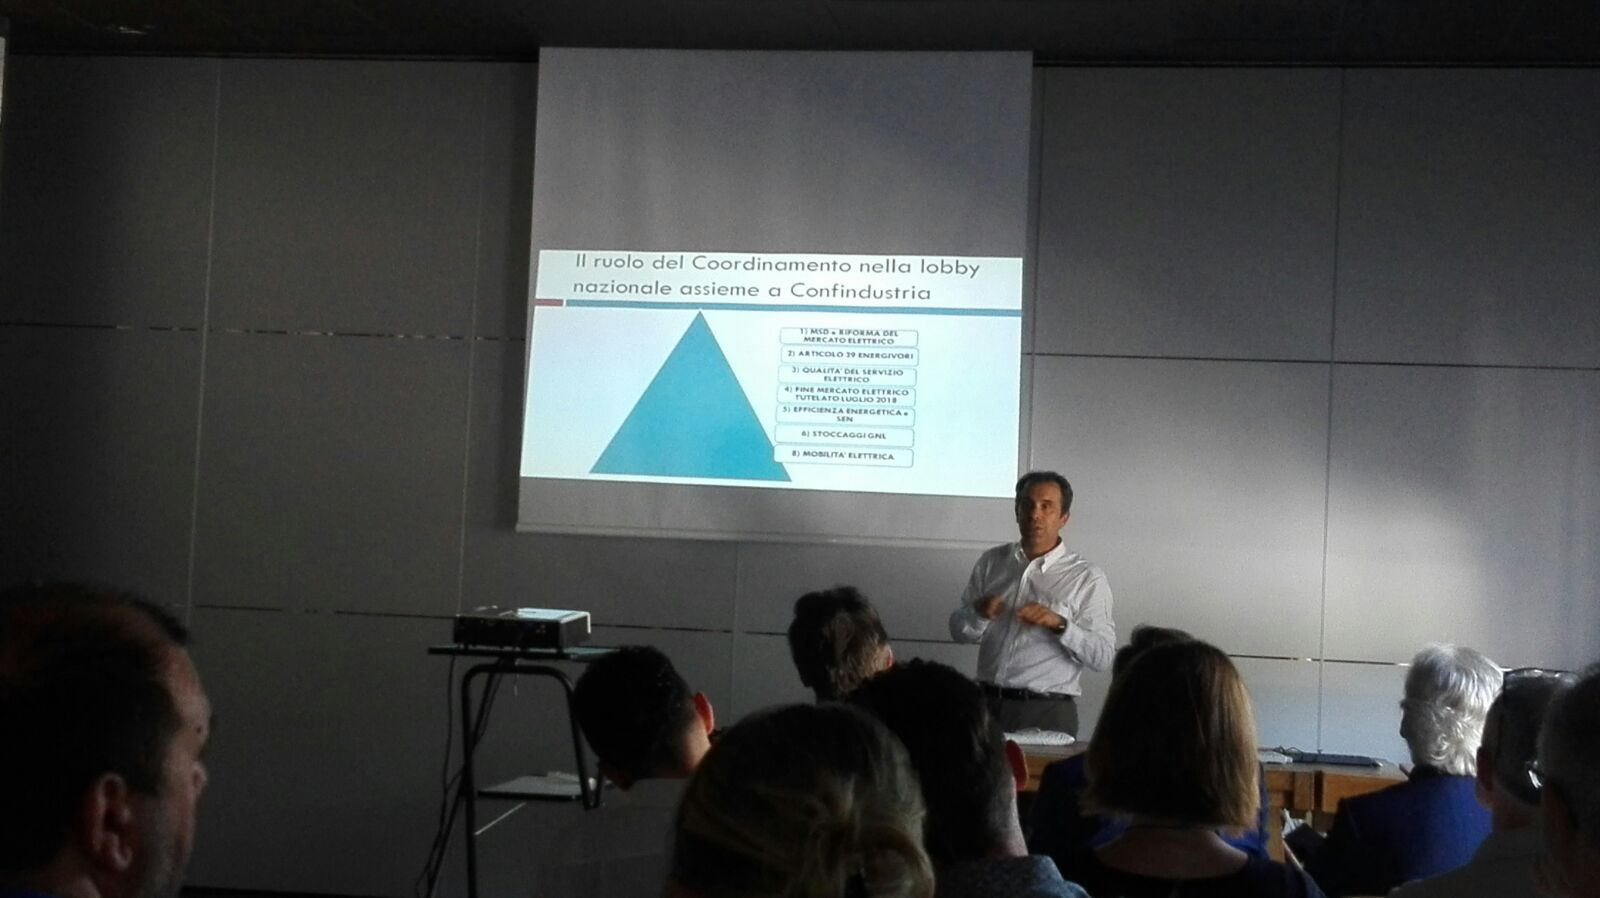 Il ruolo del Coordinamento nella lobby
nazionale assieme a Confindustria
1) MSD e RIFORMA DEL
MERCATO ELETTRICO
2) ARTICOLO 39 ENERGIVORI
3) QUALITA' DEL SERVIZIO
ELETTRICO
4) FINE MERCATO ELETTRICO
TUTELATO LUGLIO 2018
5) EFFICIENZA ENERGETICA e
SEN
6) STOCCAGGI GNL
8) MOBILITA' ELETTRICA